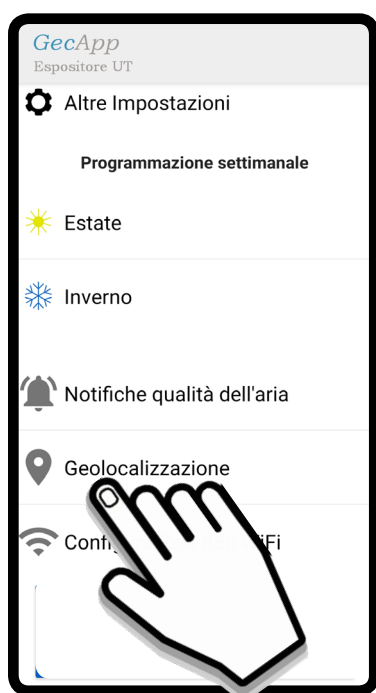 GecApp
Espositore UT
Altre Impostazioni
Programmazione settimanale
Estate
Inverno
Notifiche qualità dell'aria
Geolocalizzazione